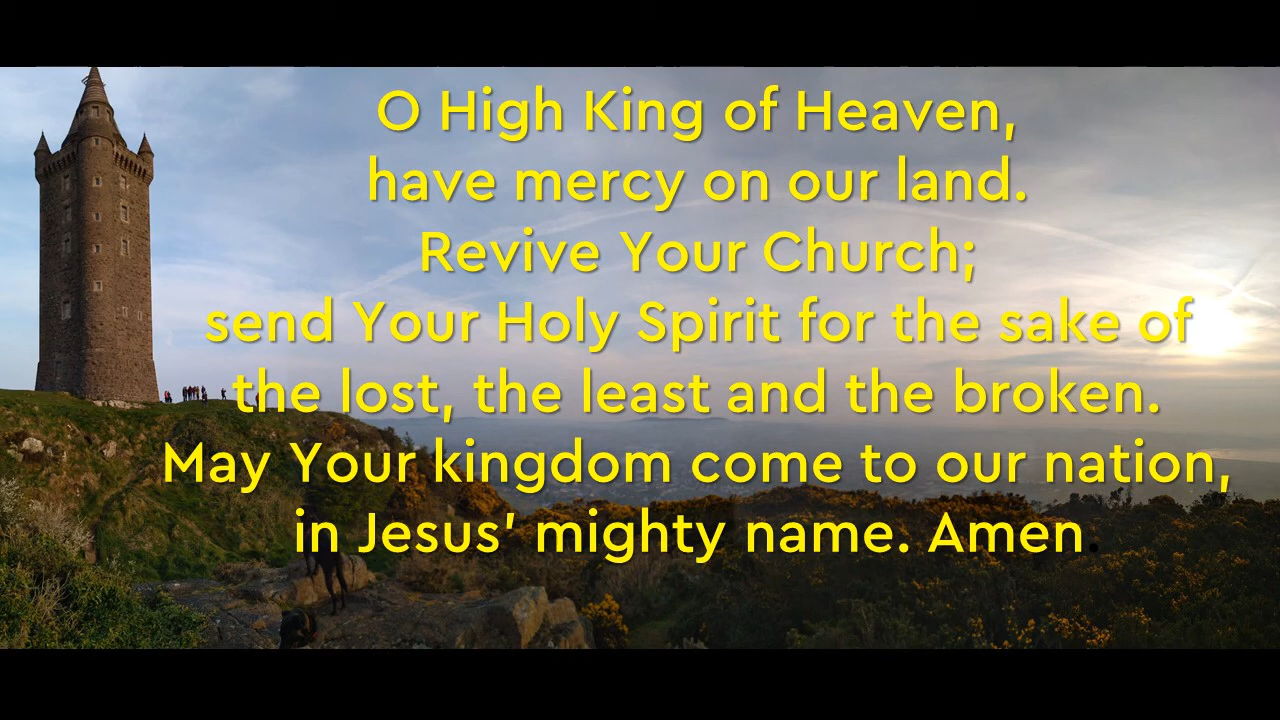 O High King of Heaven,
have mercy on our land.
Revive Your Church;
send Your Holy Spirit for the sake of
the lost, the least and the broken.
May Your kingdom come to our nation,
in Jesus’ mighty name. Amen.